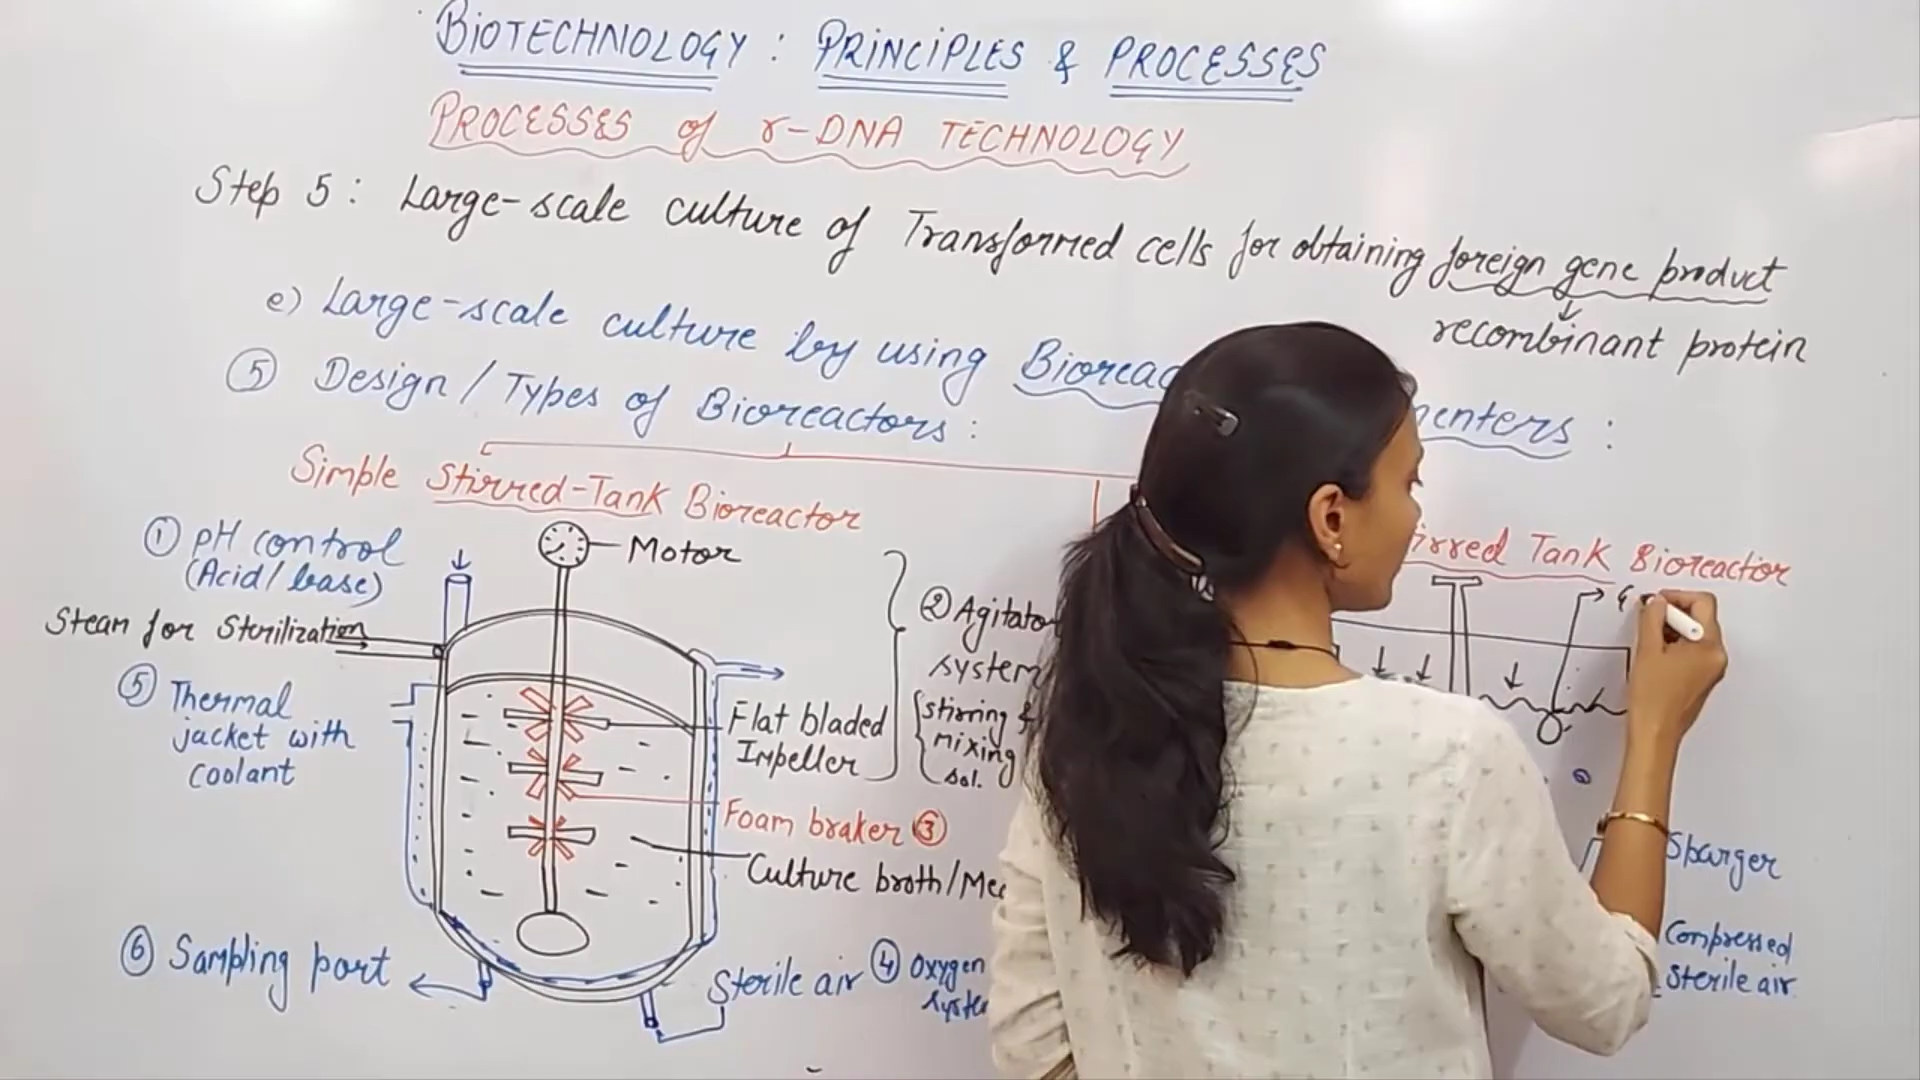 BIOTECHNOLOGY : PRINCIPLES & PROCESSES
PROCESSES of r-DNA TECHNOLOGY
Step 5: Large-scale culture of Transformed cells for obtaining foreign gene product
recombinant protein
e) Large-scale culture by using
⑤ Design/Types of Bioreactors :
Simple Stirred-Tank Bioreactor
Tank Bioreactor
① pH control
(Acid/base)
Motor
Steam for Sterilization
② 
system
{stirring &
mixing
sol.
⑤ Thermal
jacket with
coolant
Flat bladed
Impeller
Foam braker ③
Culture broth/
Sparger
Compressed
sterile air
⑥ Sampling port
Sterile air
④ Oxygen